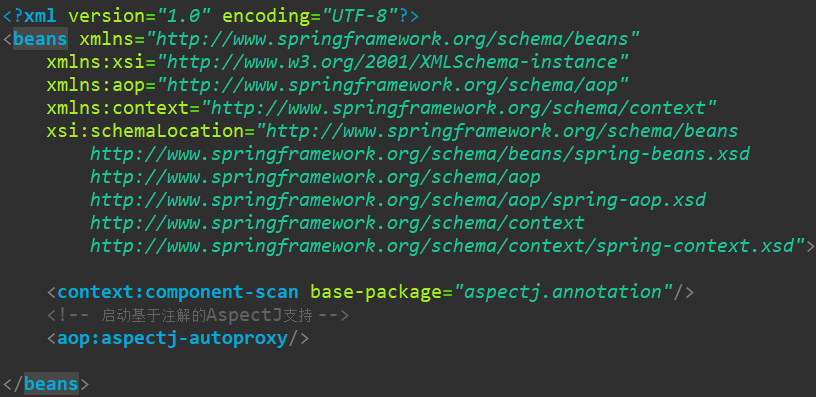 <?xml version="1.0" encoding="UTF-8"?>
<beans xmlns="http://www.springframework.org/schema/beans"
    xmlns:xsi="http://www.w3.org/2001/XMLSchema-instance"
    xmlns:aop="http://www.springframework.org/schema/aop"
    xmlns:context="http://www.springframework.org/schema/context"
    xsi:schemaLocation="http://www.springframework.org/schema/beans
        http://www.springframework.org/schema/beans/spring-beans.xsd
        http://www.springframework.org/schema/aop
        http://www.springframework.org/schema/aop/spring-aop.xsd
        http://www.springframework.org/schema/context
        http://www.springframework.org/schema/context/spring-context.xsd">
    <context:component-scan base-package="aspectj.annotation"/>
    <!-- 启动基于注解的AspectJ支持 -->
    <aop:aspectj-autoproxy/>
</beans>